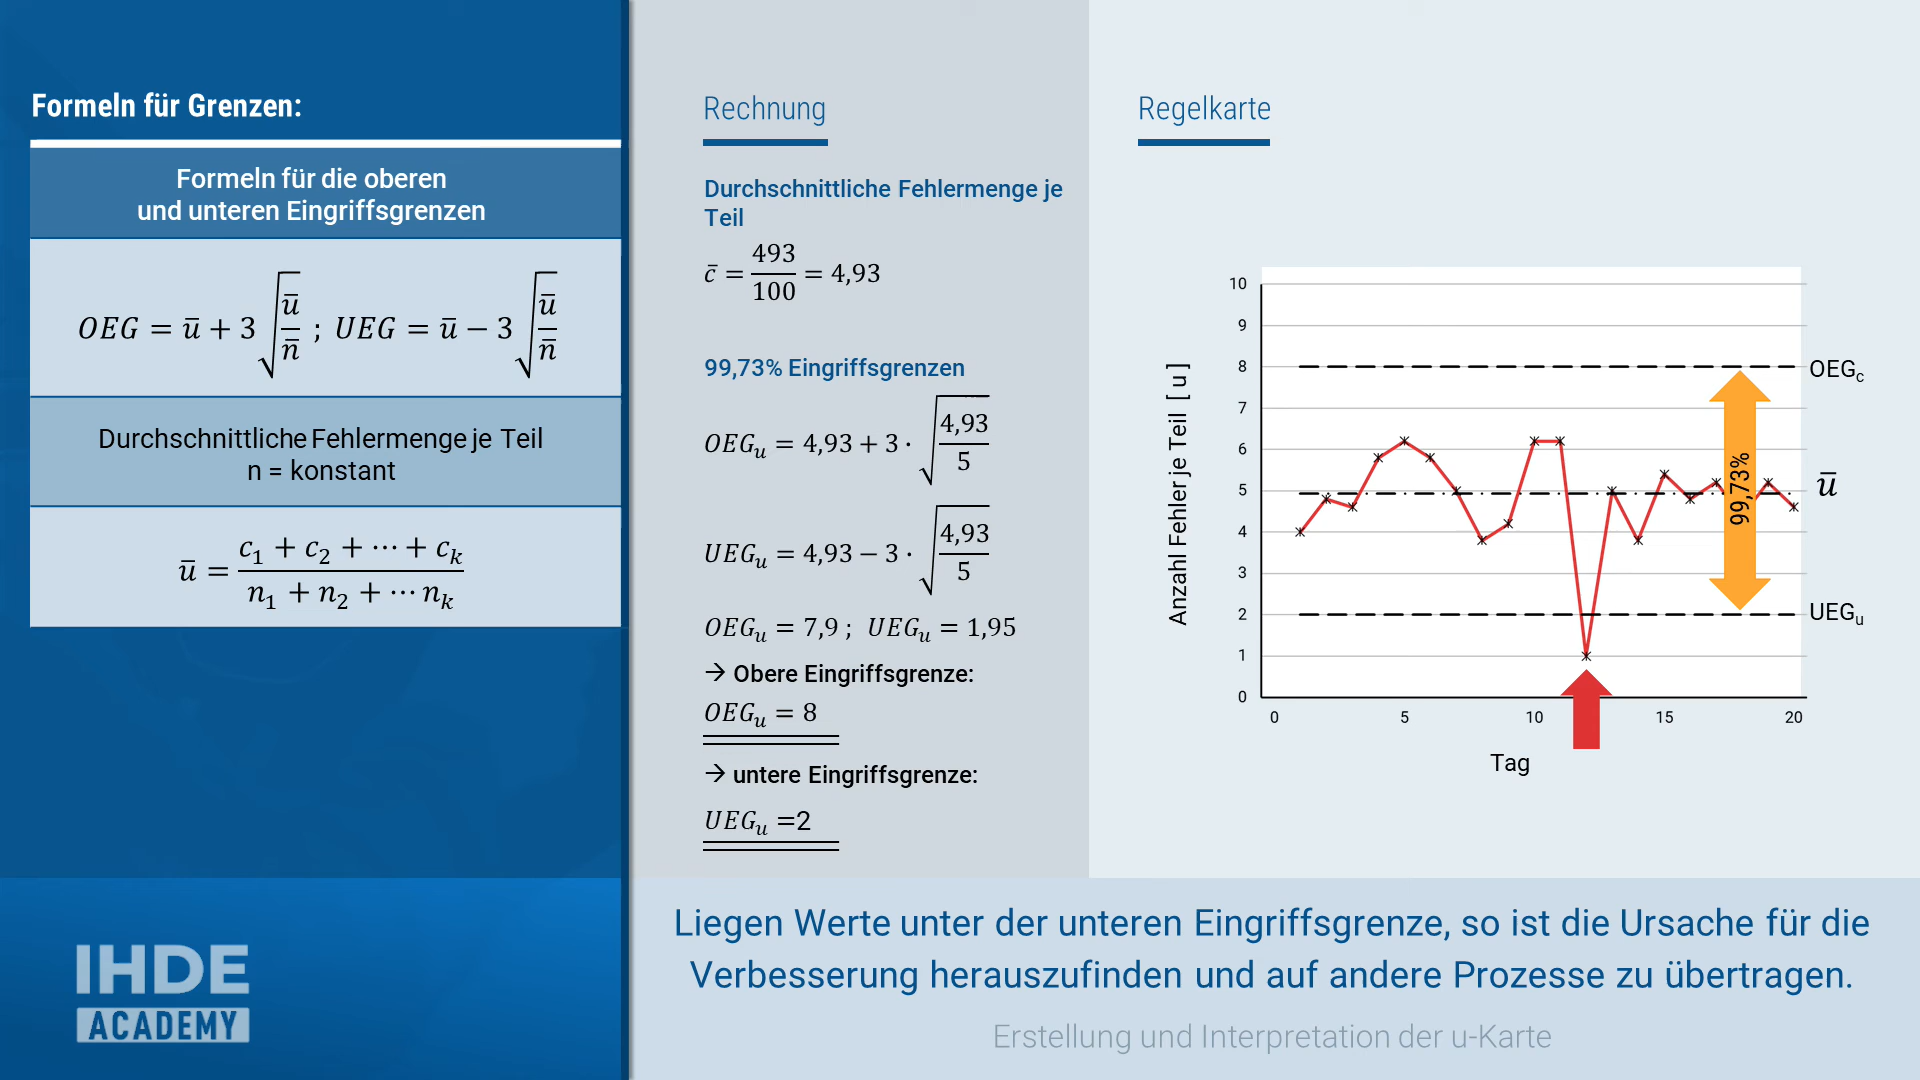 Formeln für Grenzen:
Formeln für die oberen
und unteren Eingriffsgrenzen
OEG = ū + 3 √(ū/n̄) ; UEG = ū − 3 √(ū/n̄)
Durchschnittliche Fehlermenge je Teil
n = konstant
ū = (c₁ + c₂ + ⋯ + cₖ)/(n₁ + n₂ + ⋯ nₖ)
IHDE
ACADEMY
Rechnung
Durchschnittliche Fehlermenge je
Teil
c̄ = 493/100 = 4,93
99,73% Eingriffsgrenzen
OEGᵤ = 4,93 + 3 · √(4,93/5)
UEGᵤ = 4,93 − 3 · √(4,93/5)
OEGᵤ = 7,9 ; UEGᵤ = 1,95
→ Obere Eingriffsgrenze:
OEGᵤ = 8
→ untere Eingriffsgrenze:
UEGᵤ =2
Regelkarte
Anzahl Fehler je Teil [ u ]
10
9
8
7
6
5
4
3
2
1
0
0 5 10 15 20
Tag
OEGc
99,73%
ū
UEGᵤ
Liegen Werte unter der unteren Eingriffsgrenze, so ist die Ursache für die
Verbesserung herauszufinden und auf andere Prozesse zu übertragen.
Erstellung und Interpretation der u-Karte